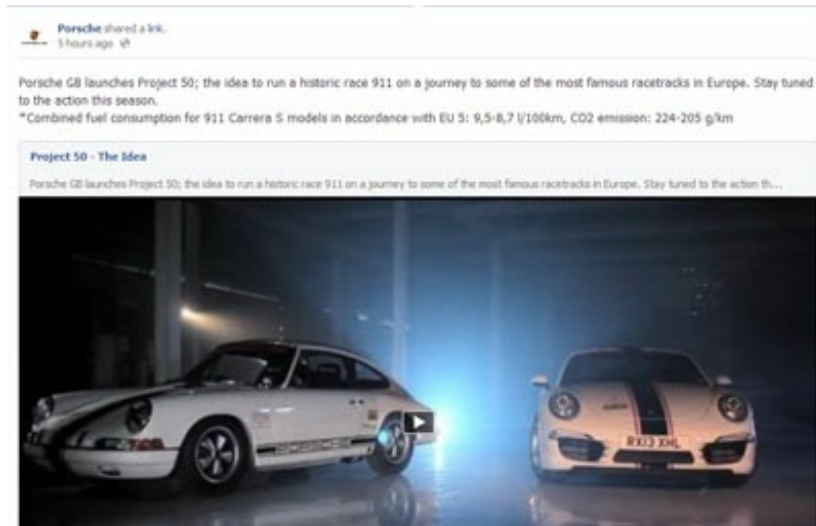 Porsche shared a link.
5 hours ago
Porsche GB launches Project 50; the idea to run a historic race 911 on a journey to some of the most famous racetracks in Europe. Stay tuned
to the action this season.
*Combined fuel consumption for 911 Carrera S models in accordance with EU 5: 9,5-8,7 l/100km, CO2 emission: 224-205 g/km
Project 50 - The Idea
Porsche GB launches Project 50; the idea to run a historic race 911 on a journey to some of the most famous racetracks in Europe. Stay tuned to the action th...
PORSCHE
RX13 XHL